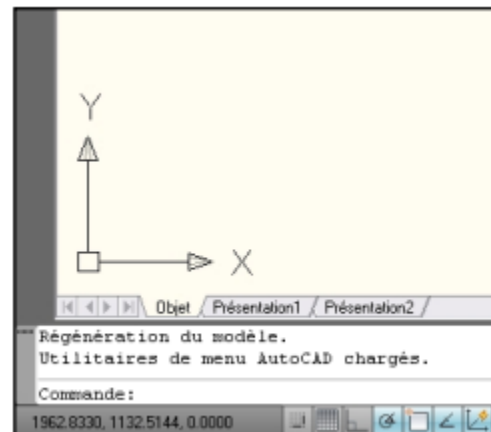 Y
X
Objet Présentation1 Présentation2
Régénération du modèle.
Utilitaires de menu AutoCAD chargés.
Commande:
1962.8330, 1132.5144, 0.0000